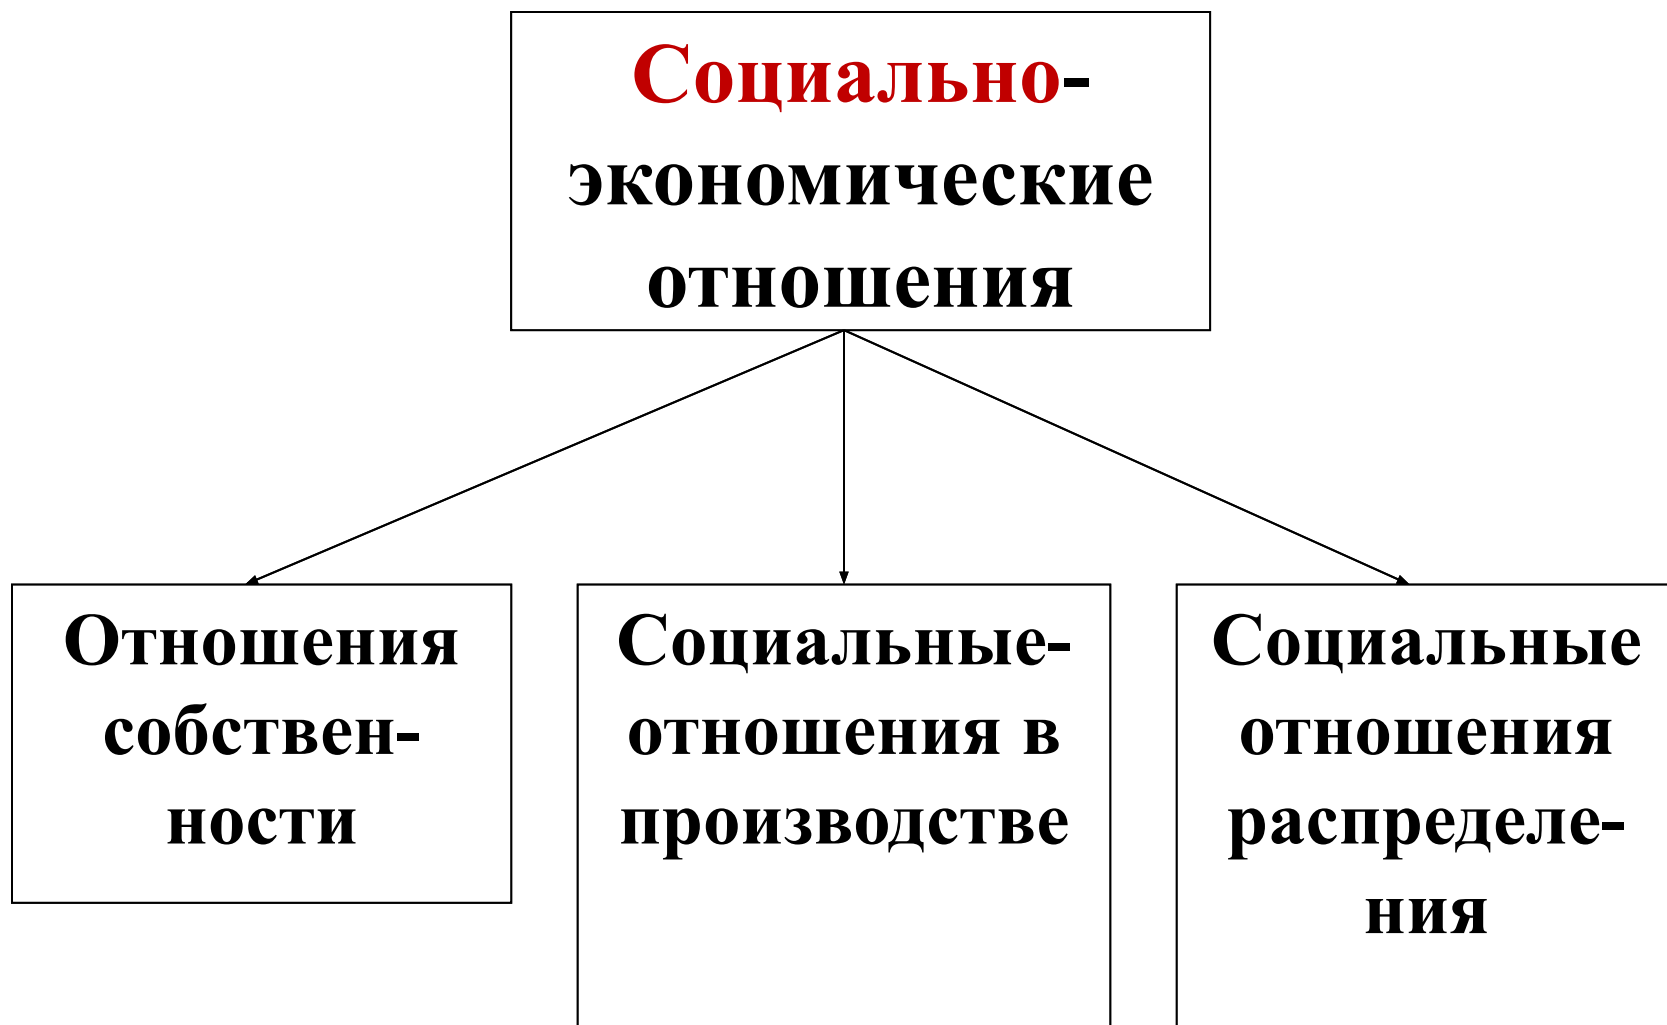 Социально-
экономические
отношения
Отношения
собствен-
ности
Социальные-
отношения в
производстве
Социальные
отношения
распределе-
ния